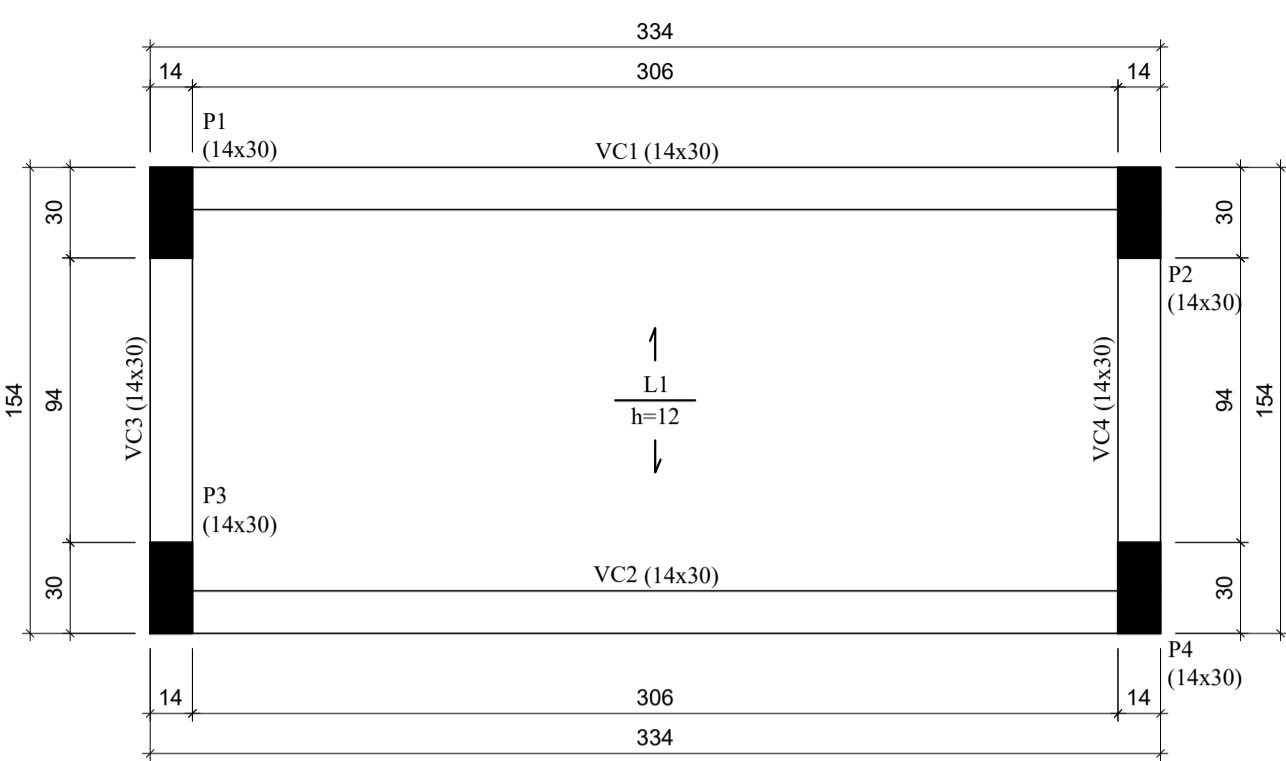 334
14
306
14
P1
(14x30)
VC1 (14x30)
30
30
P2
(14x30)
154
94
VC3 (14x30)
L1
h=12
VC4 (14x30)
94
154
P3
(14x30)
VC2 (14x30)
30
30
P4
(14x30)
14
306
14
334